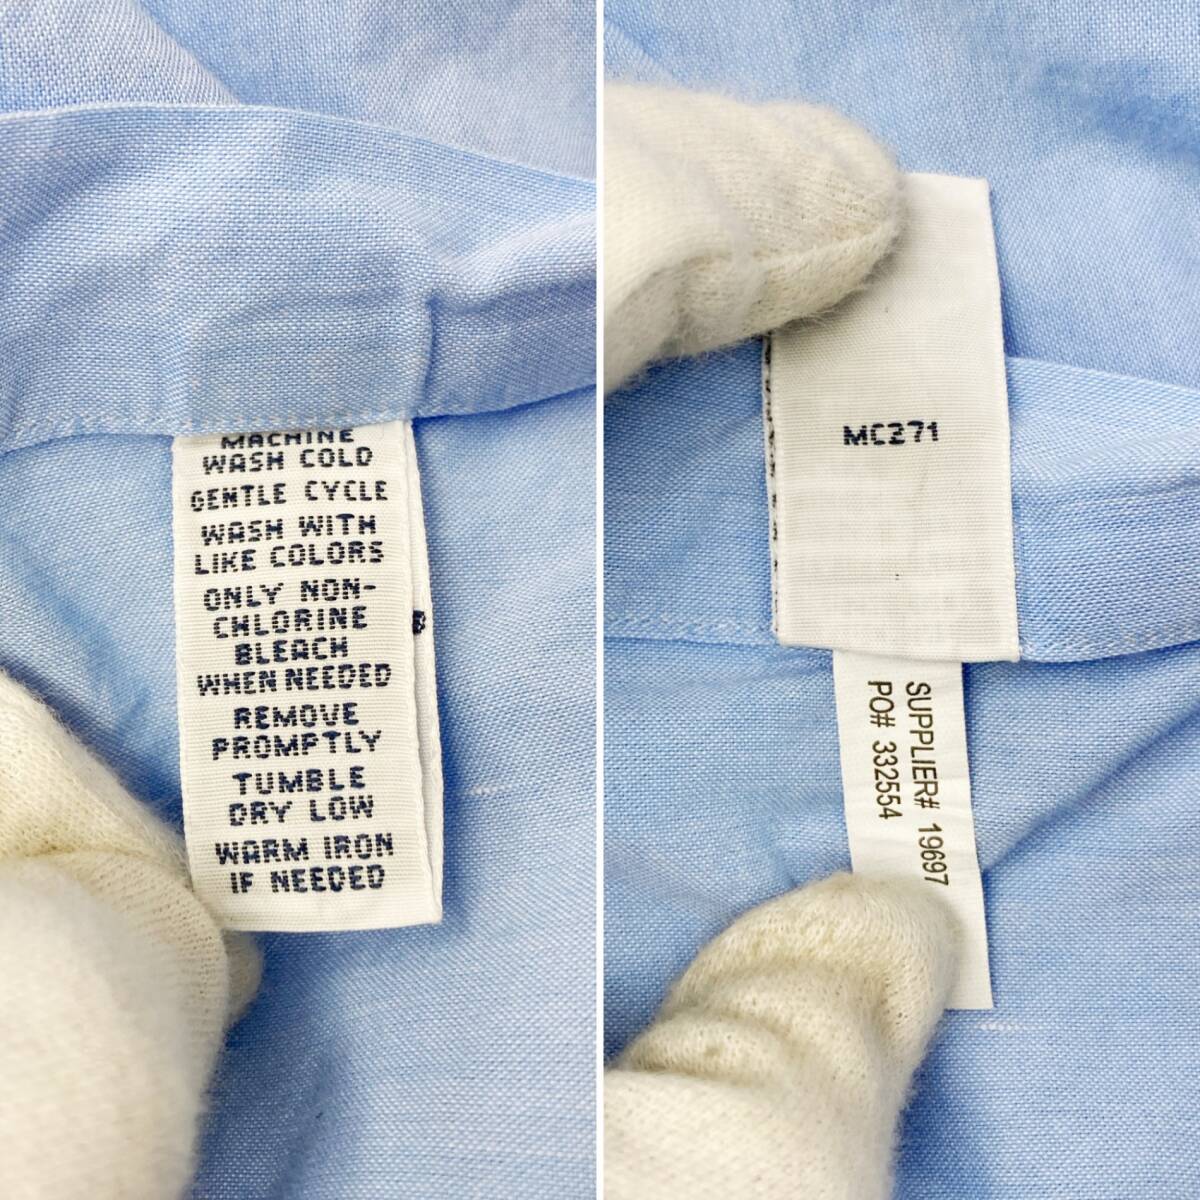 MACHINE
WASH COLD
GENTLE CYCLE
WASH WITH
LIKE COLORS
ONLY NON-
CHLORINE
BLEACH
WHEN NEEDED
REMOVE
PROMPTLY
TUMBLE
DRY LOW
WARM IRON
IF NEEDED
MC271
SUPPLIER# 19697
PO# 332554